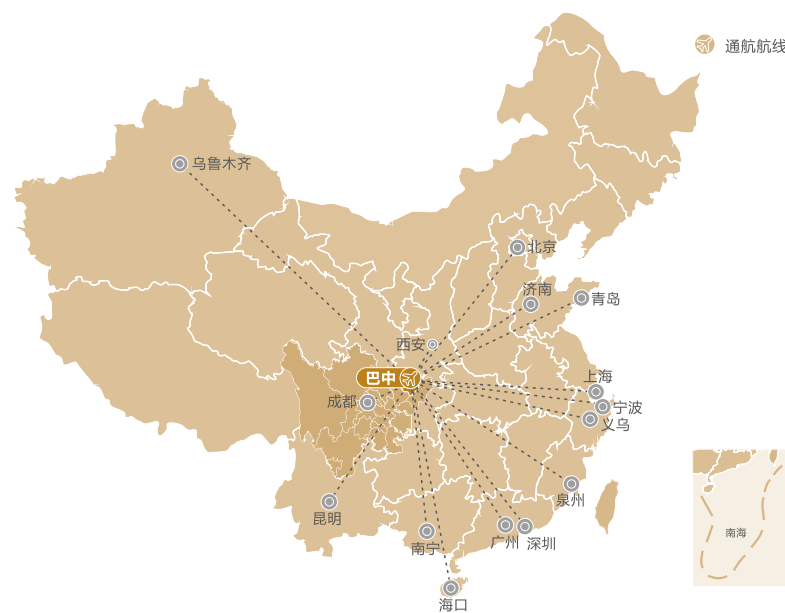 通航航线
乌鲁木齐
北京
济南
青岛
西安
巴中
上海
成都
宁波
义乌
泉州
昆明
南海
广州
深圳
南宁
海口